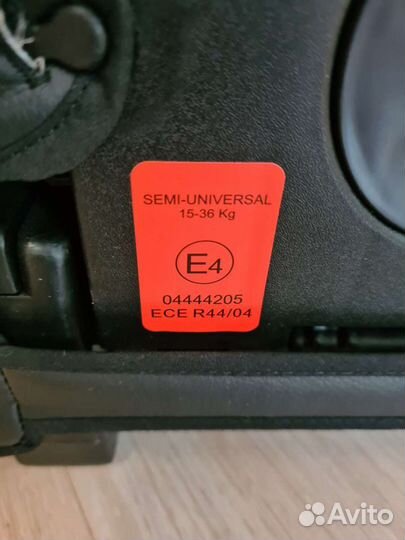 SEMI-UNIVERSAL
15-36 Kg
E4
04444205
ECE R44/04
Avito